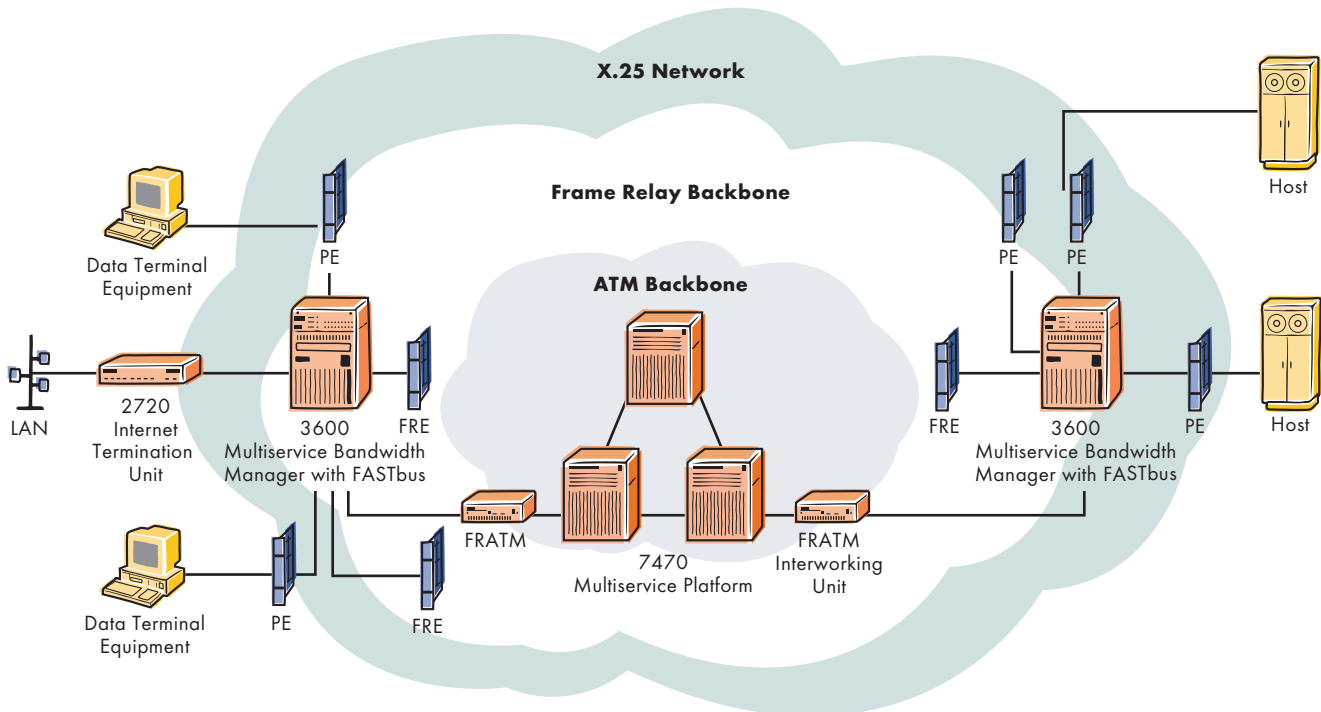 X.25 Network
Frame Relay Backbone
ATM Backbone
Host
PE
PE
PE
Data Terminal
Equipment
LAN
2720
Internet
Termination
Unit
3600
Multiservice Bandwidth
Manager with FASTbus
FRE
FRE
3600
Multiservice Bandwidth
Manager with FASTbus
PE
Host
FRATM
7470
Multiservice Platform
FRATM
Interworking
Unit
Data Terminal
Equipment
PE
FRE